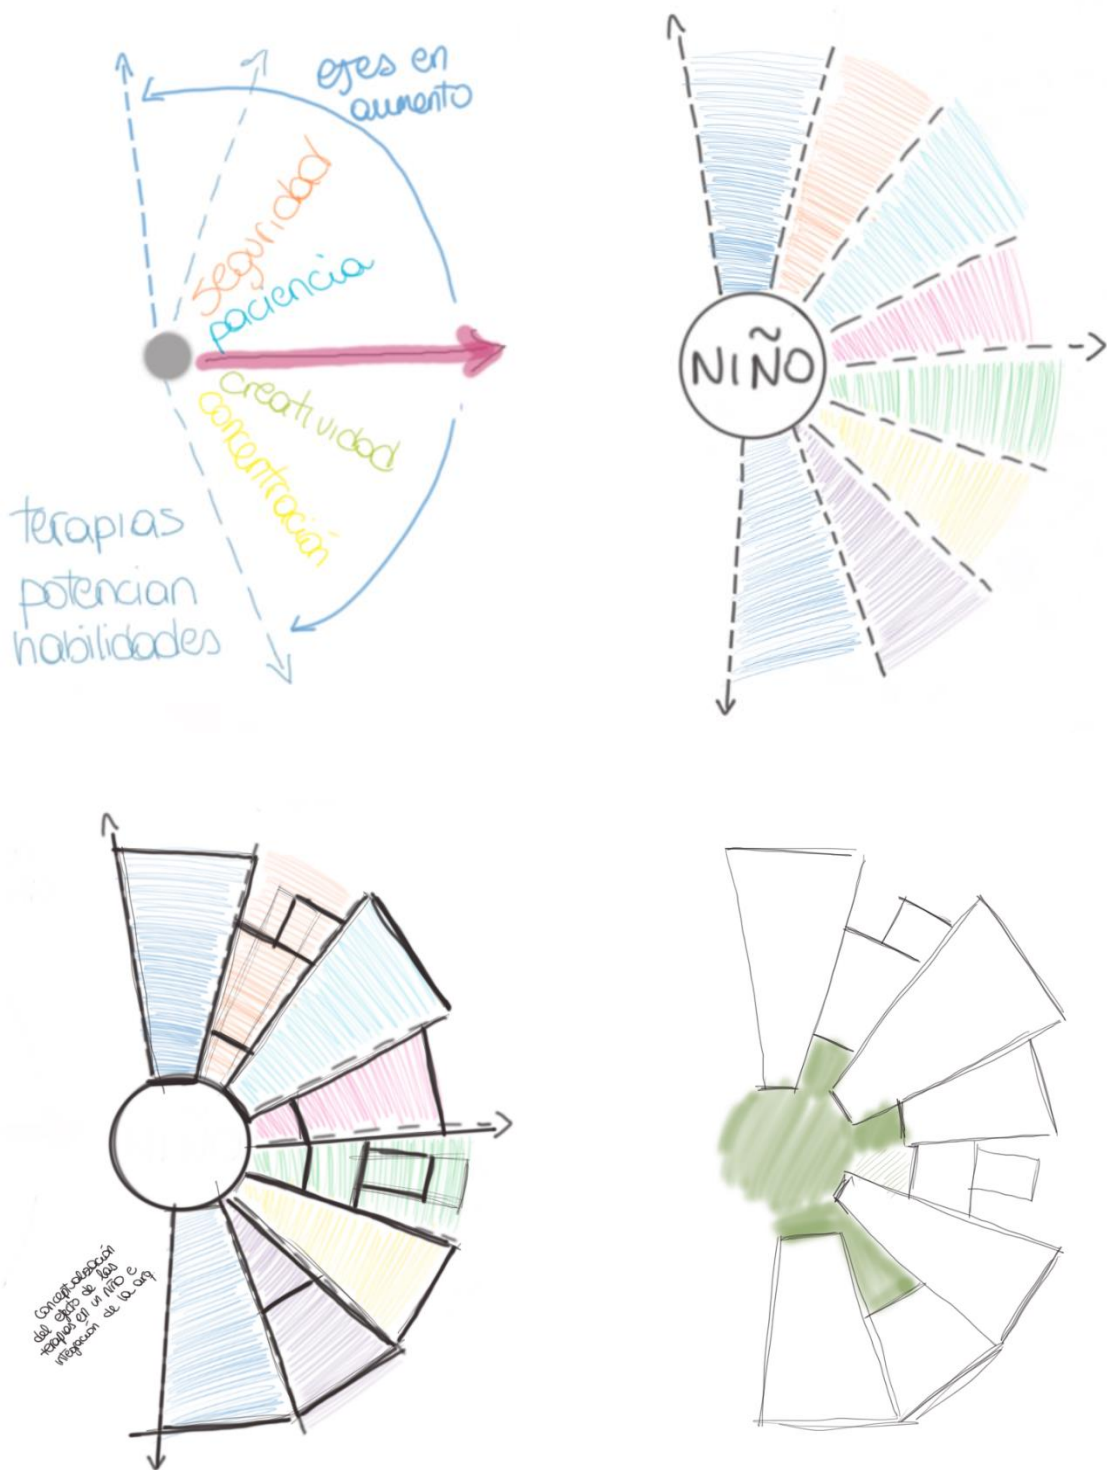 ejes en
aumento
seguridad
paciencia
creatividad
concentración
terapias
potencian
habilidades
NIÑO
conceptualización
del efecto de las
terapias en un niño e
integración de la arq